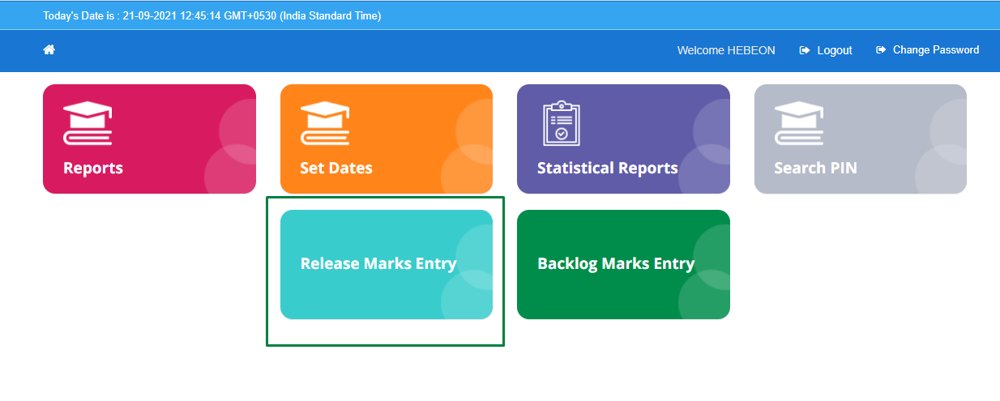 Today's Date is : 21-09-2021 12:45:14 GMT+0530 (India Standard Time)
Welcome HEBEON Logout Change Password
Reports
Set Dates
Statistical Reports
Search PIN
Release Marks Entry
Backlog Marks Entry